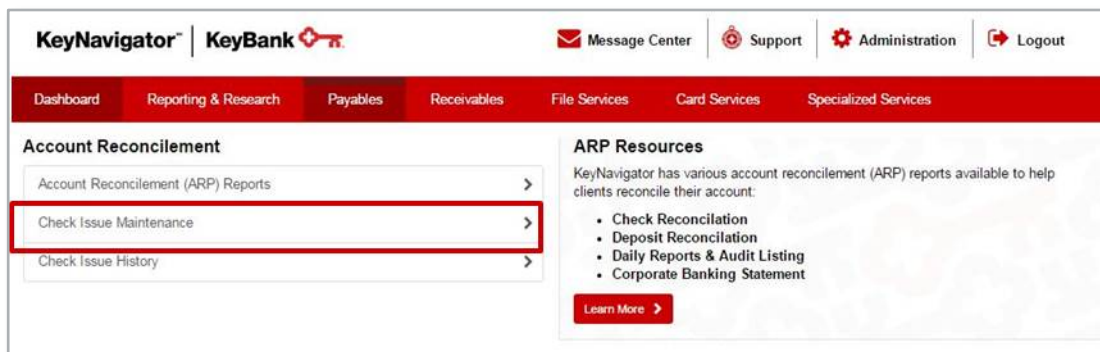 KeyNavigator™ | KeyBank
Message Center
Support
Administration
Logout
Dashboard
Reporting & Research
Payables
Receivables
File Services
Card Services
Specialized Services
Account Reconcilement
Account Reconcilement (ARP) Reports
Check Issue Maintenance
Check Issue History
ARP Resources
KeyNavigator has various account reconcilement (ARP) reports available to help
clients reconcile their account:
• Check Reconcilation
• Deposit Reconcilation
• Daily Reports & Audit Listing
• Corporate Banking Statement
Learn More